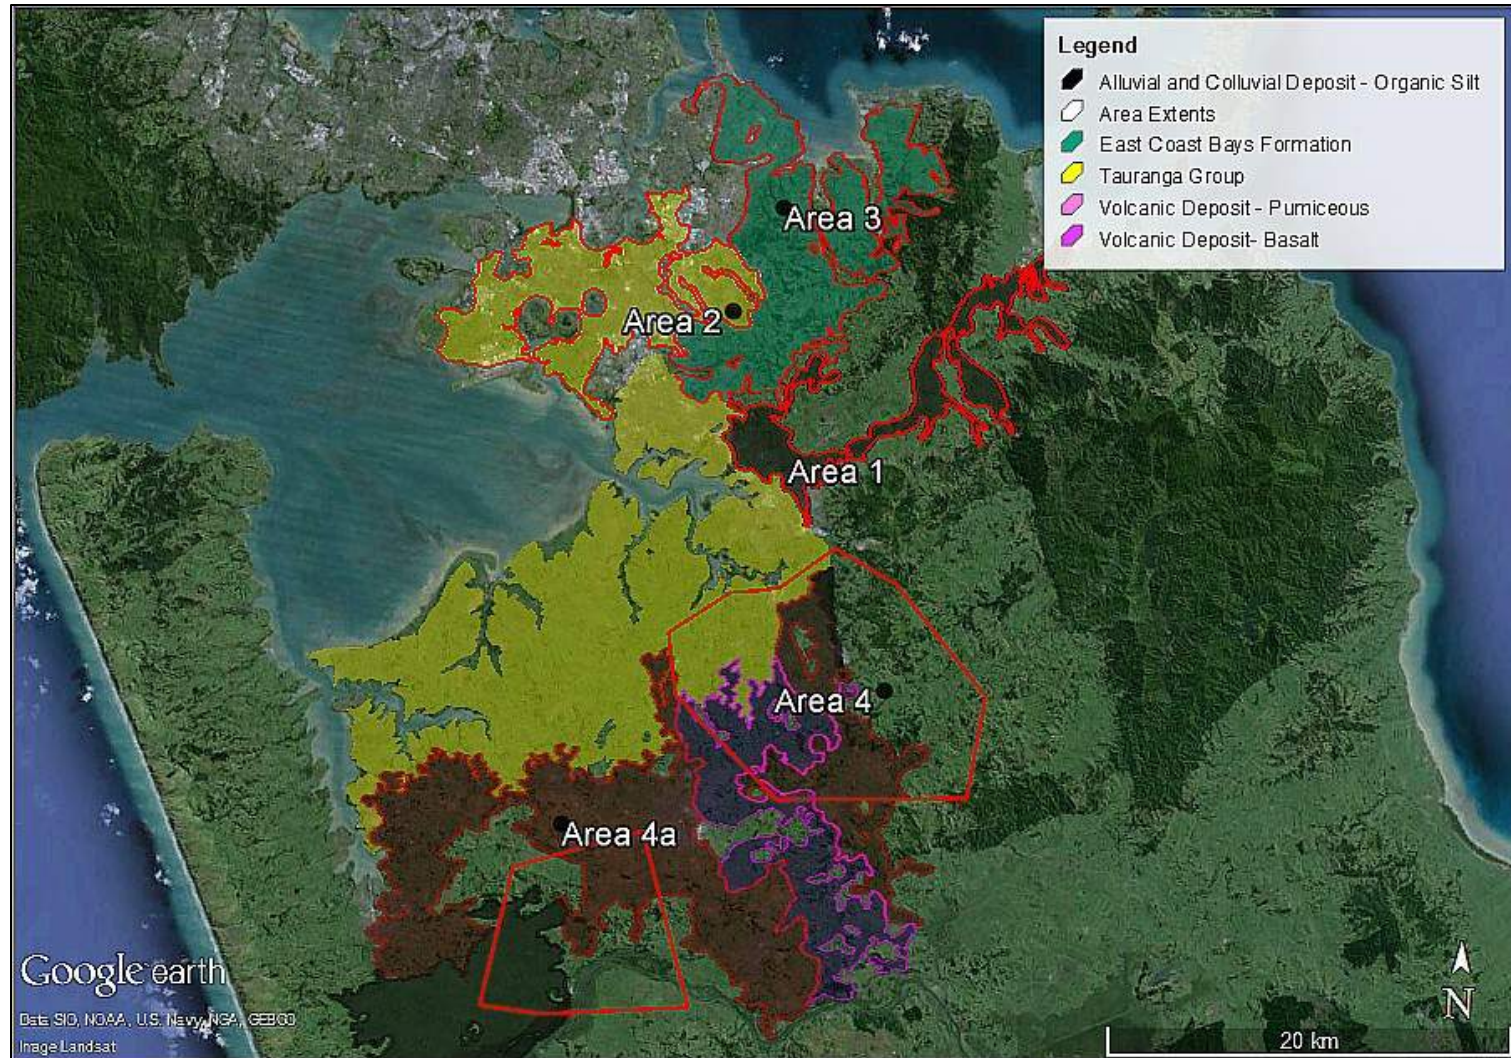 Legend
Alluvial and Colluvial Deposit - Organic Silt
Area Extents
East Coast Bays Formation
Tauranga Group
Volcanic Deposit - Pumiceous
Volcanic Deposit- Basalt
Area 3
Area 2
Area 1
Area 4
Area 4a
Google earth
Data SIO, NOAA, U.S. Navy, NGA, GEBCO
Image Landsat
N
20 km